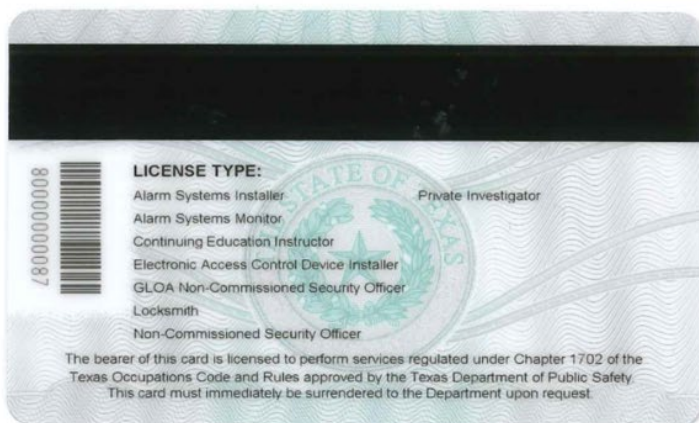 LICENSE TYPE:
Alarm Systems Installer
Alarm Systems Monitor
Continuing Education Instructor
Electronic Access Control Device Installer
GLOA Non-Commissioned Security Officer
Locksmith
Non-Commissioned Security Officer
Private Investigator
The bearer of this card is licensed to perform services regulated under Chapter 1702 of the
Texas Occupations Code and Rules approved by the Texas Department of Public Safety.
This card must immediately be surrendered to the Department upon request.
800000000087
STATE OF TEXAS